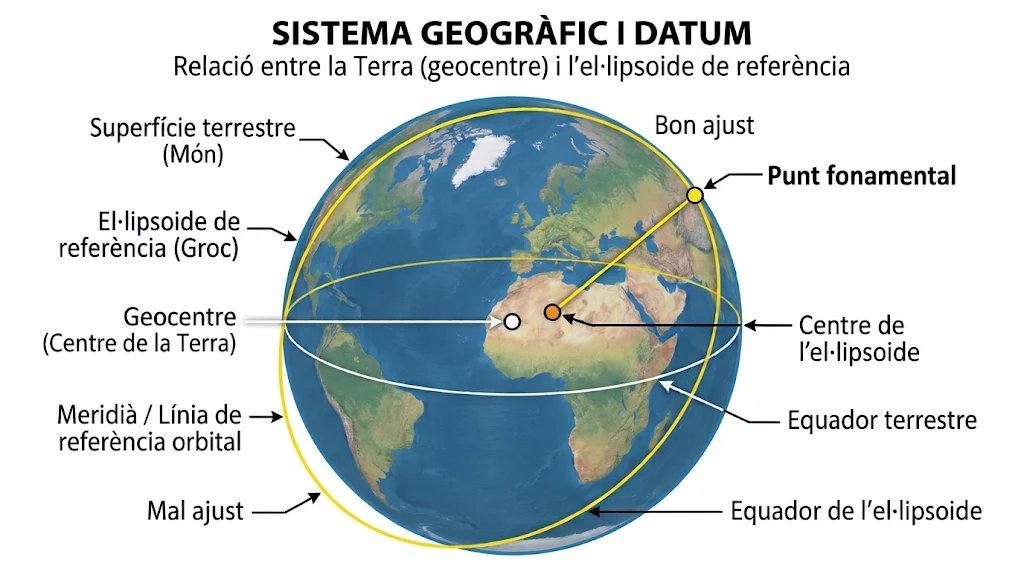 SISTEMA GEOGRÀFIC I DATUM
Relació entre la Terra (geocentre) i l'el·lipsoide de referència
Superfície terrestre
(Món)
Bon ajust
Punt fonamental
El·lipsoide de
referència (Groc)
Geocentre
(Centre de la Terra)
Centre de
l'el·lipsoide
Meridià / Línia de
referència orbital
Equador terrestre
Mal ajust
Equador de l'el·lipsoide